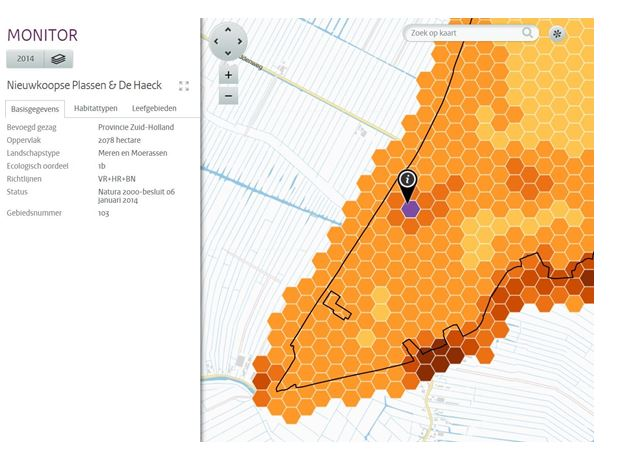 MONITOR
2014
Nieuwkoopse Plassen & De Haeck
Basisgegevens Habitattypen Leefgebieden
Bevoegd gezag Provincie Zuid-Holland
Oppervlak 2078 hectare
Landschapstype Meren en Moerassen
Ecologisch oordeel 1b
Richtlijnen VR+HR+BN
Status Natura 2000-besluit 06
januari 2014
Gebiedsnummer 103
Zoek op kaart
+
−
i